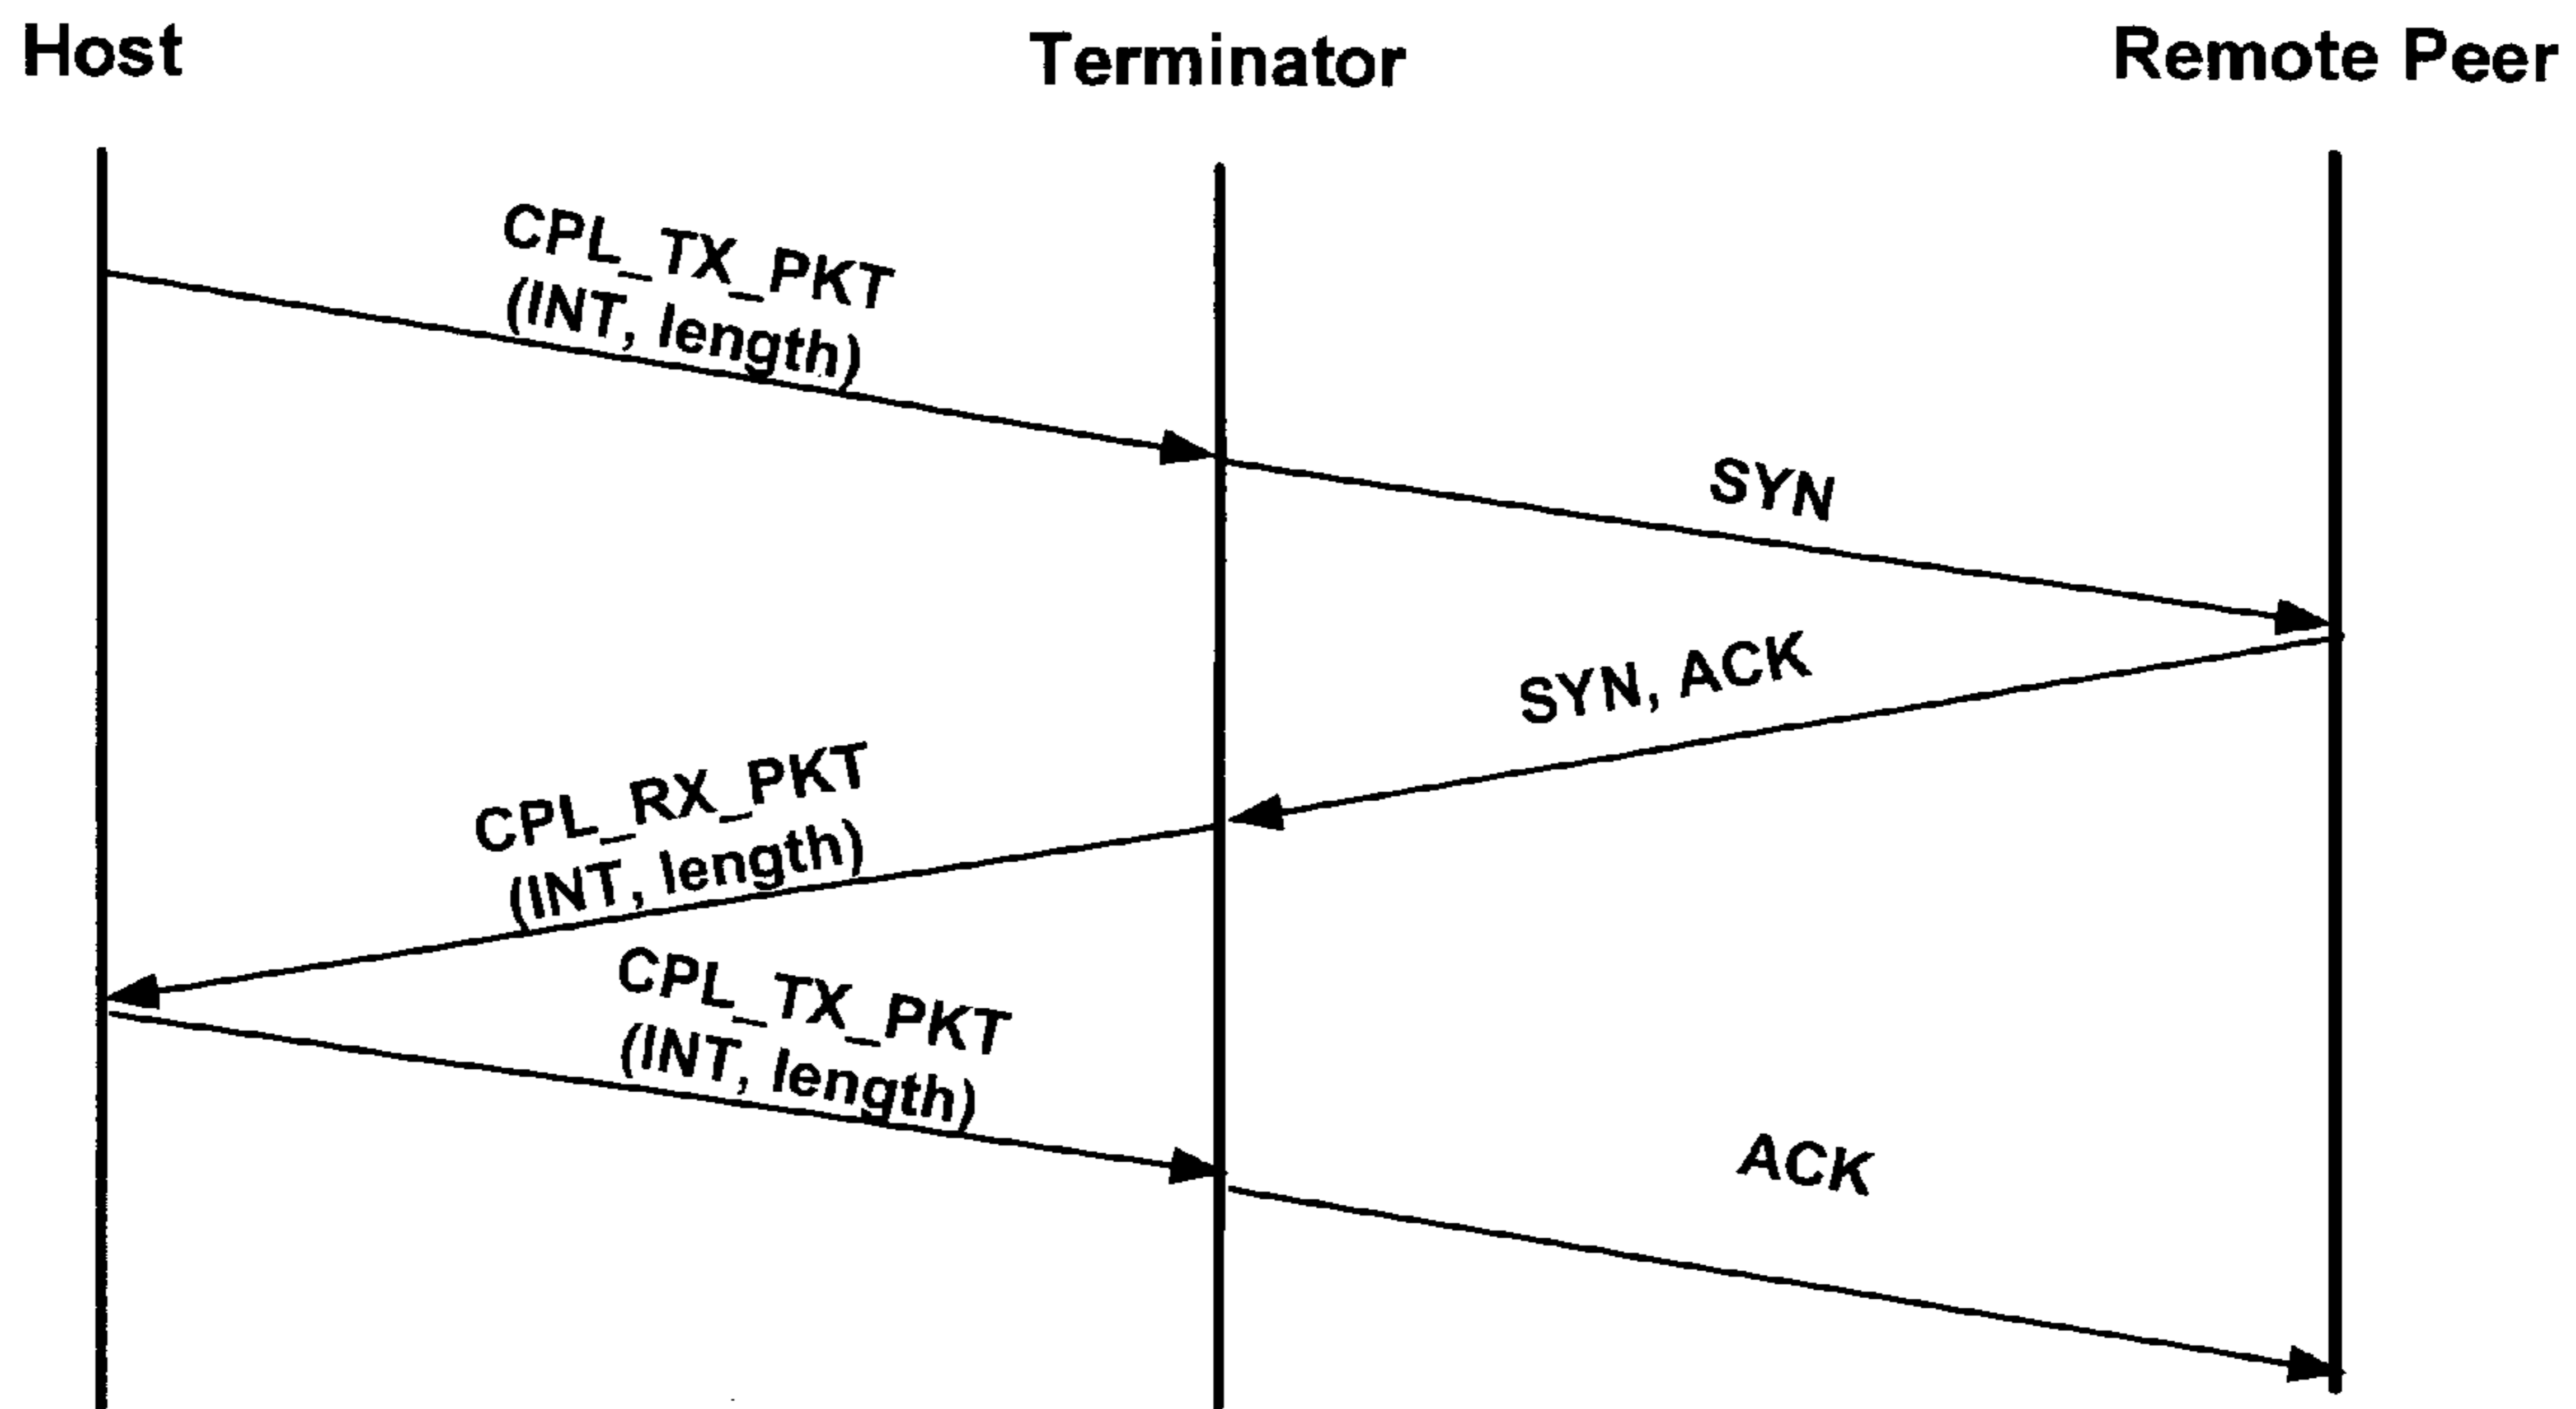 Host
Terminator
Remote Peer
CPL_TX_PKT
(INT, length)
SYN
SYN, ACK
CPL_RX_PKT
(INT, length)
CPL_TX_PKT
(INT, length)
ACK